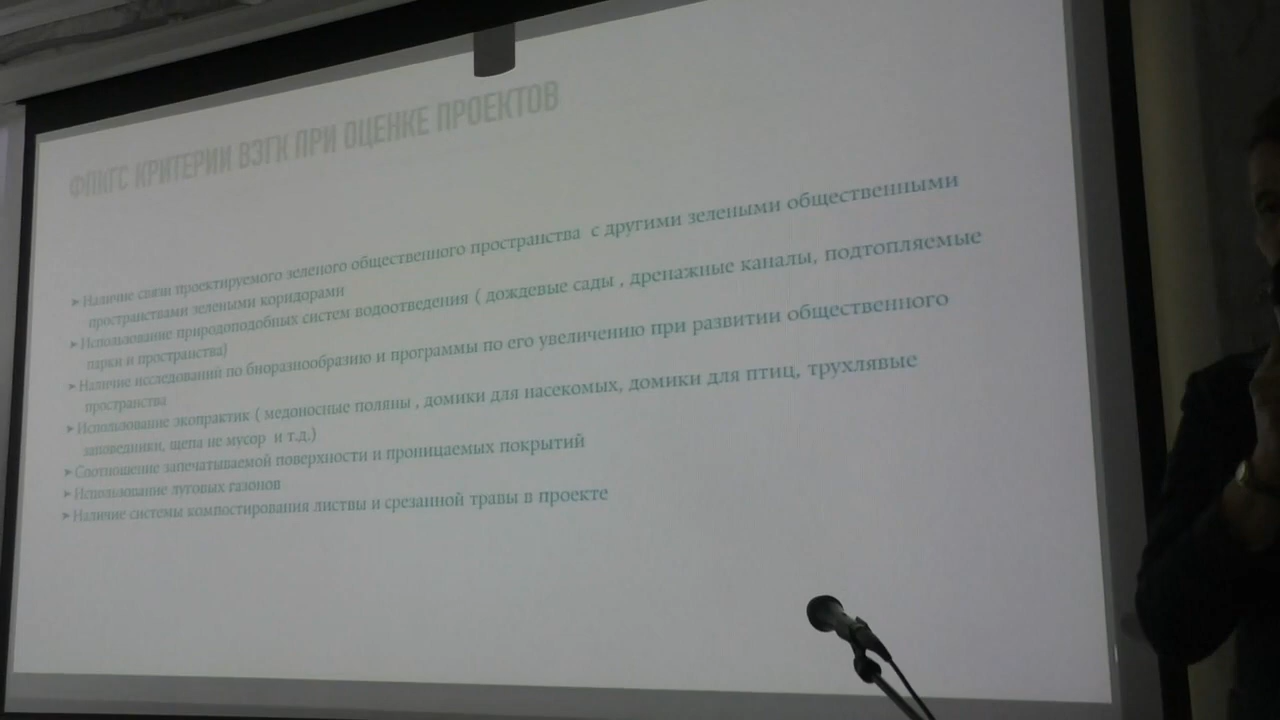 ФПКГС КРИТЕРИИ ВЗГК ПРИ ОЦЕНКЕ ПРОЕКТОВ
➤ Наличие связи проектируемого зеленого общественного пространства с другими зелеными общественными
пространствами зелеными коридорами
➤ Использование природоподобных систем водоотведения ( дождевые сады , дренажные каналы, подтопляемые
парки и пространства)
➤ Наличие исследований по биоразнообразию и программы по его увеличению при развитии общественного
пространства
➤ Использование экопрактик ( медоносные поляны , домики для насекомых, домики для птиц, трухлявые
заповедники, щепа не мусор и т.д.)
➤ Соотношение запечатываемой поверхности и проницаемых покрытий
➤ Использование луговых газонов
➤ Наличие системы компостирования листвы и срезанной травы в проекте